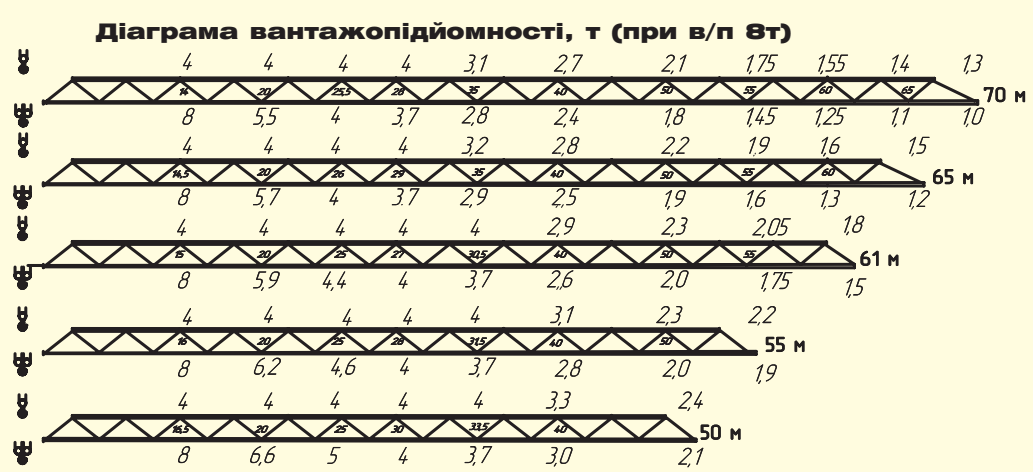 Діаграма вантажопідйомності, т (при в/п 8т)
4 4 4 4 3,1 2,7 2,1 1,75 1,55 1,4 1,3
14 20 25,5 28 35 40 50 55 60 65 70 м
8 5,5 4 3,7 2,8 2,4 1,8 1,45 1,25 1,1 1,0
4 4 4 4 3,2 2,8 2,2 1,9 1,6 1,5
14,5 20 26 29 35 40 50 55 60 65 м
8 5,7 4 3.7 2,9 2,5 1,9 1,6 1,3 1,2
4 4 4 4 4 2,9 2,3 2,05 1,8
15 20 25 27 30,5 40 50 55 61 м
8 5,9 4,4 4 3,7 2,6 2,0 1,75 1,5
4 4 4 4 4 3,1 2,3 2,2
16 20 25 28 31,5 40 50 55 м
8 6,2 4,6 4 3,7 2,8 2,0 1,9
4 4 4 4 4 3,3 2,4
16,5 20 25 30 33,5 40 50 м
8 6,6 5 4 3,7 3,0 2,1